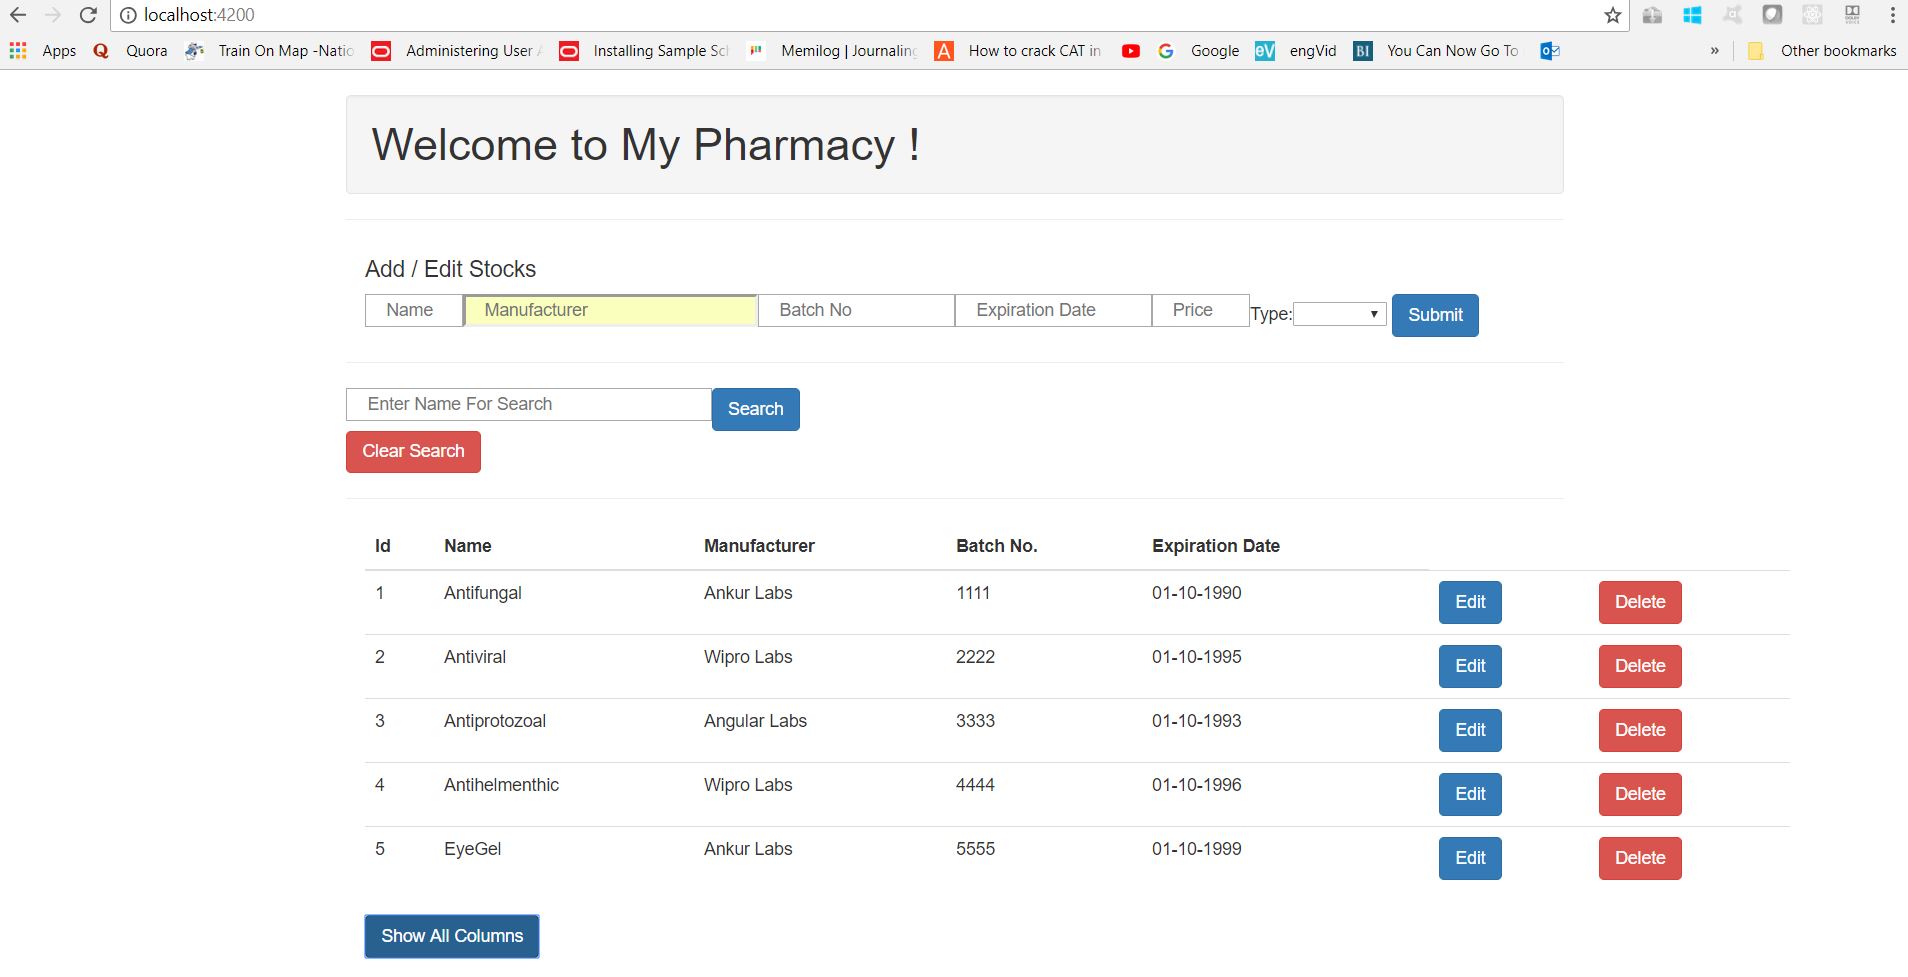 localhost:4200
Apps Quora Train On Map -Natio Administering User A Installing Sample Sch Memilog | Journaling A How to crack CAT in Google eV engVid BI You Can Now Go To » Other bookmarks
Welcome to My Pharmacy !
Add / Edit Stocks
Name Manufacturer Batch No Expiration Date Price Type: Submit
Enter Name For Search Search
Clear Search
Id Name Manufacturer Batch No. Expiration Date
1 Antifungal Ankur Labs 1111 01-10-1990 Edit Delete
2 Antiviral Wipro Labs 2222 01-10-1995 Edit Delete
3 Antiprotozoal Angular Labs 3333 01-10-1993 Edit Delete
4 Antihelmenthic Wipro Labs 4444 01-10-1996 Edit Delete
5 EyeGel Ankur Labs 5555 01-10-1999 Edit Delete
Show All Columns